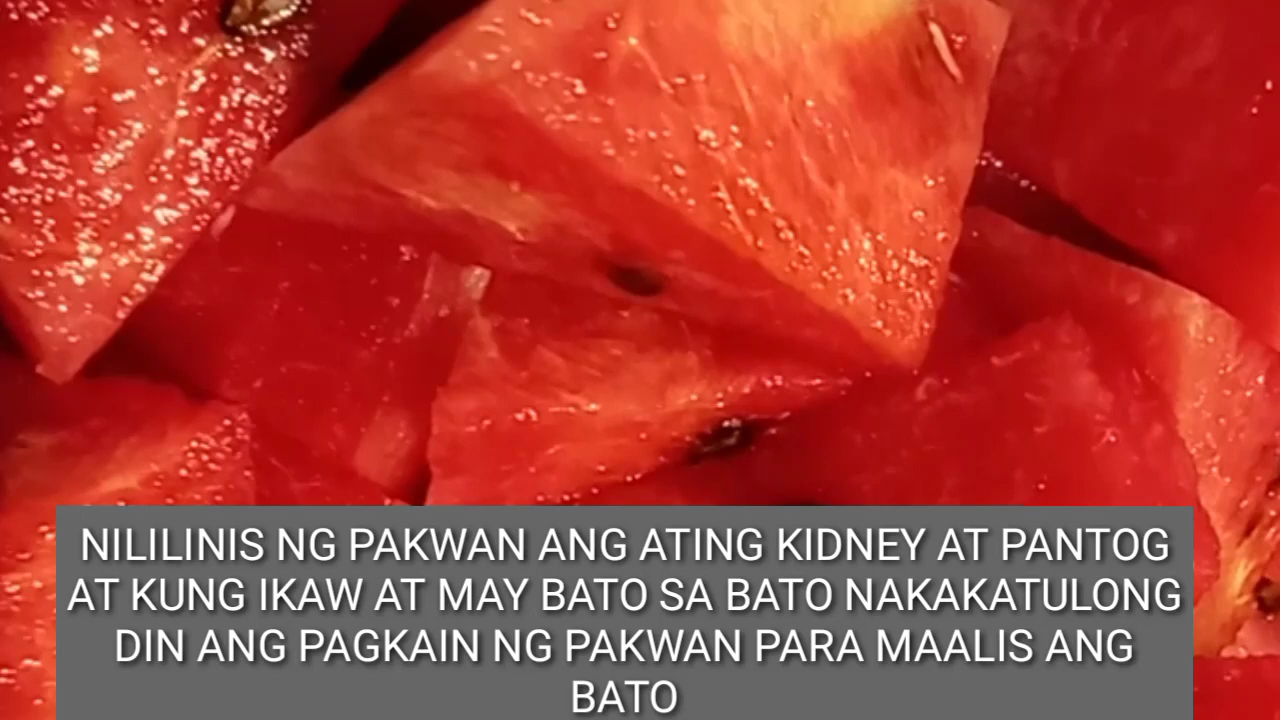 NILILINIS NG PAKWAN ANG ATING KIDNEY AT PANTOG
AT KUNG IKAW AT MAY BATO SA BATO NAKAKATULONG
DIN ANG PAGKAIN NG PAKWAN PARA MAALIS ANG
BATO